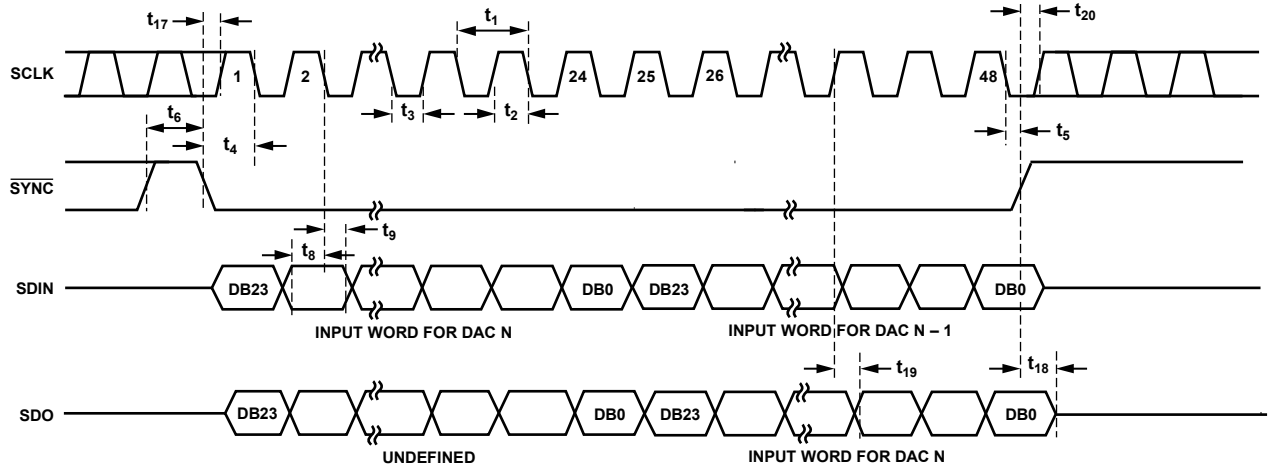 t17
t1
t20
SCLK
1
2
24
25
26
48
t3
t2
t6
t4
t5
SYNC
t8
t9
SDIN
DB23
DB0
DB23
DB0
INPUT WORD FOR DAC N
INPUT WORD FOR DAC N – 1
t19
t18
SDO
DB23
DB0
DB23
DB0
UNDEFINED
INPUT WORD FOR DAC N